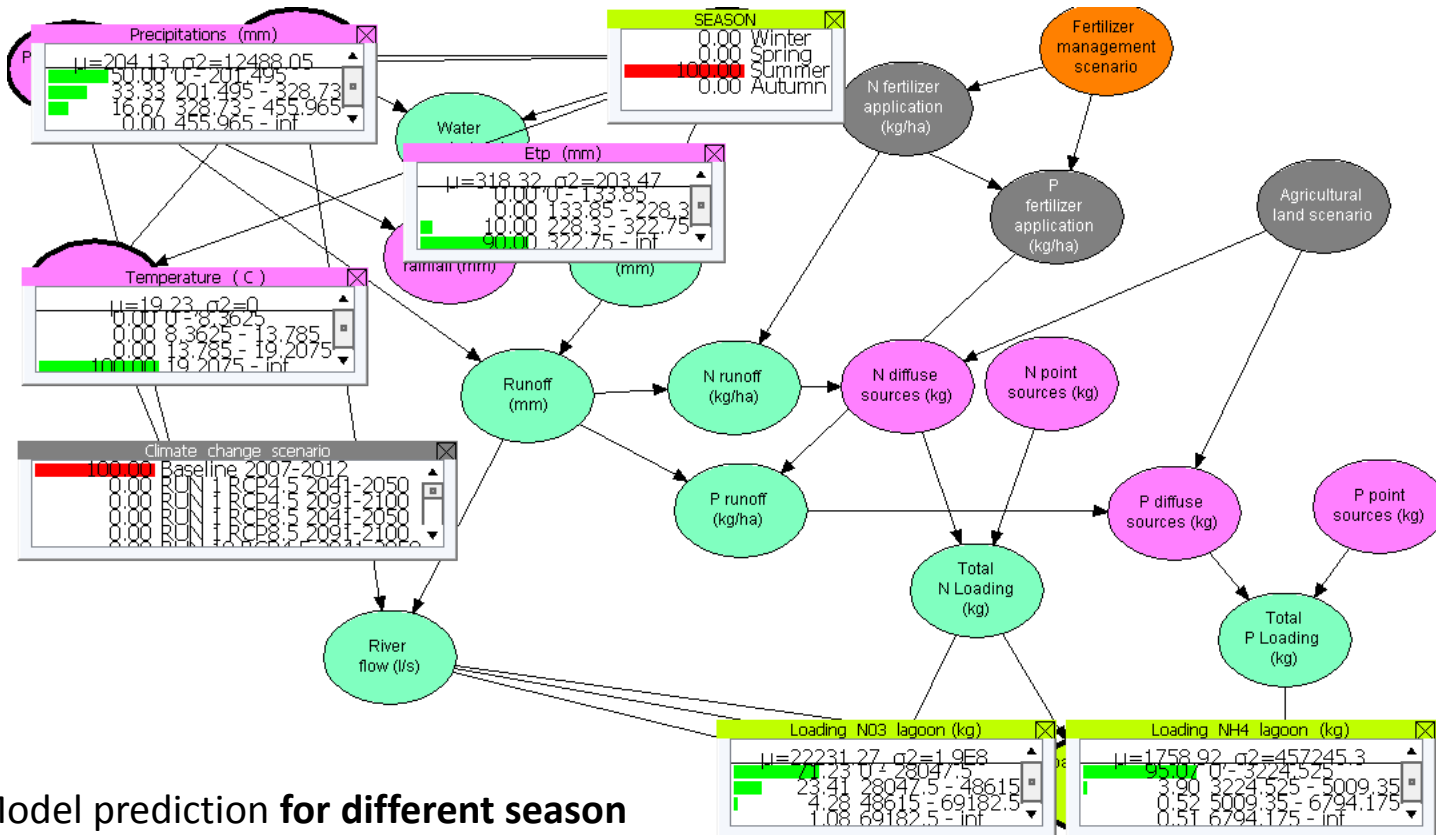 Precipitations (mm)
μ=204.13, σ2=12488.05
50.00 0 - 201.495
33.33 201.495 - 328.73
16.67 328.73 - 455.965
0.00 455.965 - inf
SEASON
0.00 Winter
0.00 Spring
100.00 Summer
0.00 Autumn
Fertilizer
management
scenario
N fertilizer
application
(kg/ha)
Water
Etp (mm)
μ=318.32, σ2=203.47
0.00 0 - 133.85
0.00 133.85 - 228.3
10.00 228.3 - 322.75
90.00 322.75 - inf
P
fertilizer
application
(kg/ha)
Agricultural
land scenario
rainfall (mm)
(mm)
Temperature (C)
μ=19.23, σ2=0
0.00 0 - 8.3625
0.00 8.3625 - 13.785
0.00 13.785 - 19.2075
100.00 19.2075 - inf
Runoff
(mm)
N runoff
(kg/ha)
N diffuse
sources (kg)
N point
sources (kg)
Climate change scenario
100.00 Baseline 2007-2012
0.00 RUN 1 RCP4.5 2041-2050
0.00 RUN 1 RCP4.5 2091-2100
0.00 RUN 1 RCP8.5 2041-2050
0.00 RUN 1 RCP8.5 2091-2100
P runoff
(kg/ha)
P diffuse
sources (kg)
P point
sources (kg)
Total
N Loading
(kg)
Total
P Loading
(kg)
River
flow (l/s)
Loading N03 lagoon (kg)
μ=22231.27, σ2=1.9E8
71.23 0 - 28047.5
23.41 28047.5 - 48615
4.28 48615 - 69182.5
1.08 69182.5 - inf
Loading NH4 lagoon (kg)
μ=1758.92, σ2=457245.3
95.07 0 - 3224.525
3.90 3224.525 - 5009.35
0.52 5009.35 - 6794.175
0.51 6794.175 - inf
Model prediction for different season